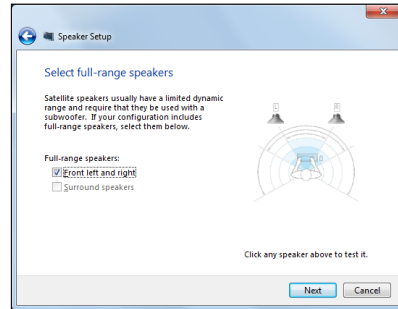 Speaker Setup
Select full-range speakers
Satellite speakers usually have a limited dynamic
range and require that they be used with a
subwoofer. If your configuration includes
full-range speakers, select them below.
L
R
Full-range speakers:
Front left and right
Surround speakers
Click any speaker above to test it.
Next
Cancel